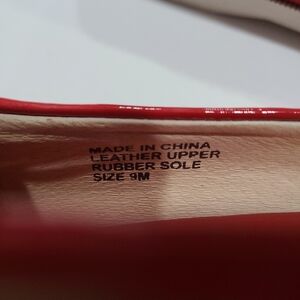 MADE IN CHINA
LEATHER UPPER
RUBBER SOLE
SIZE 9M